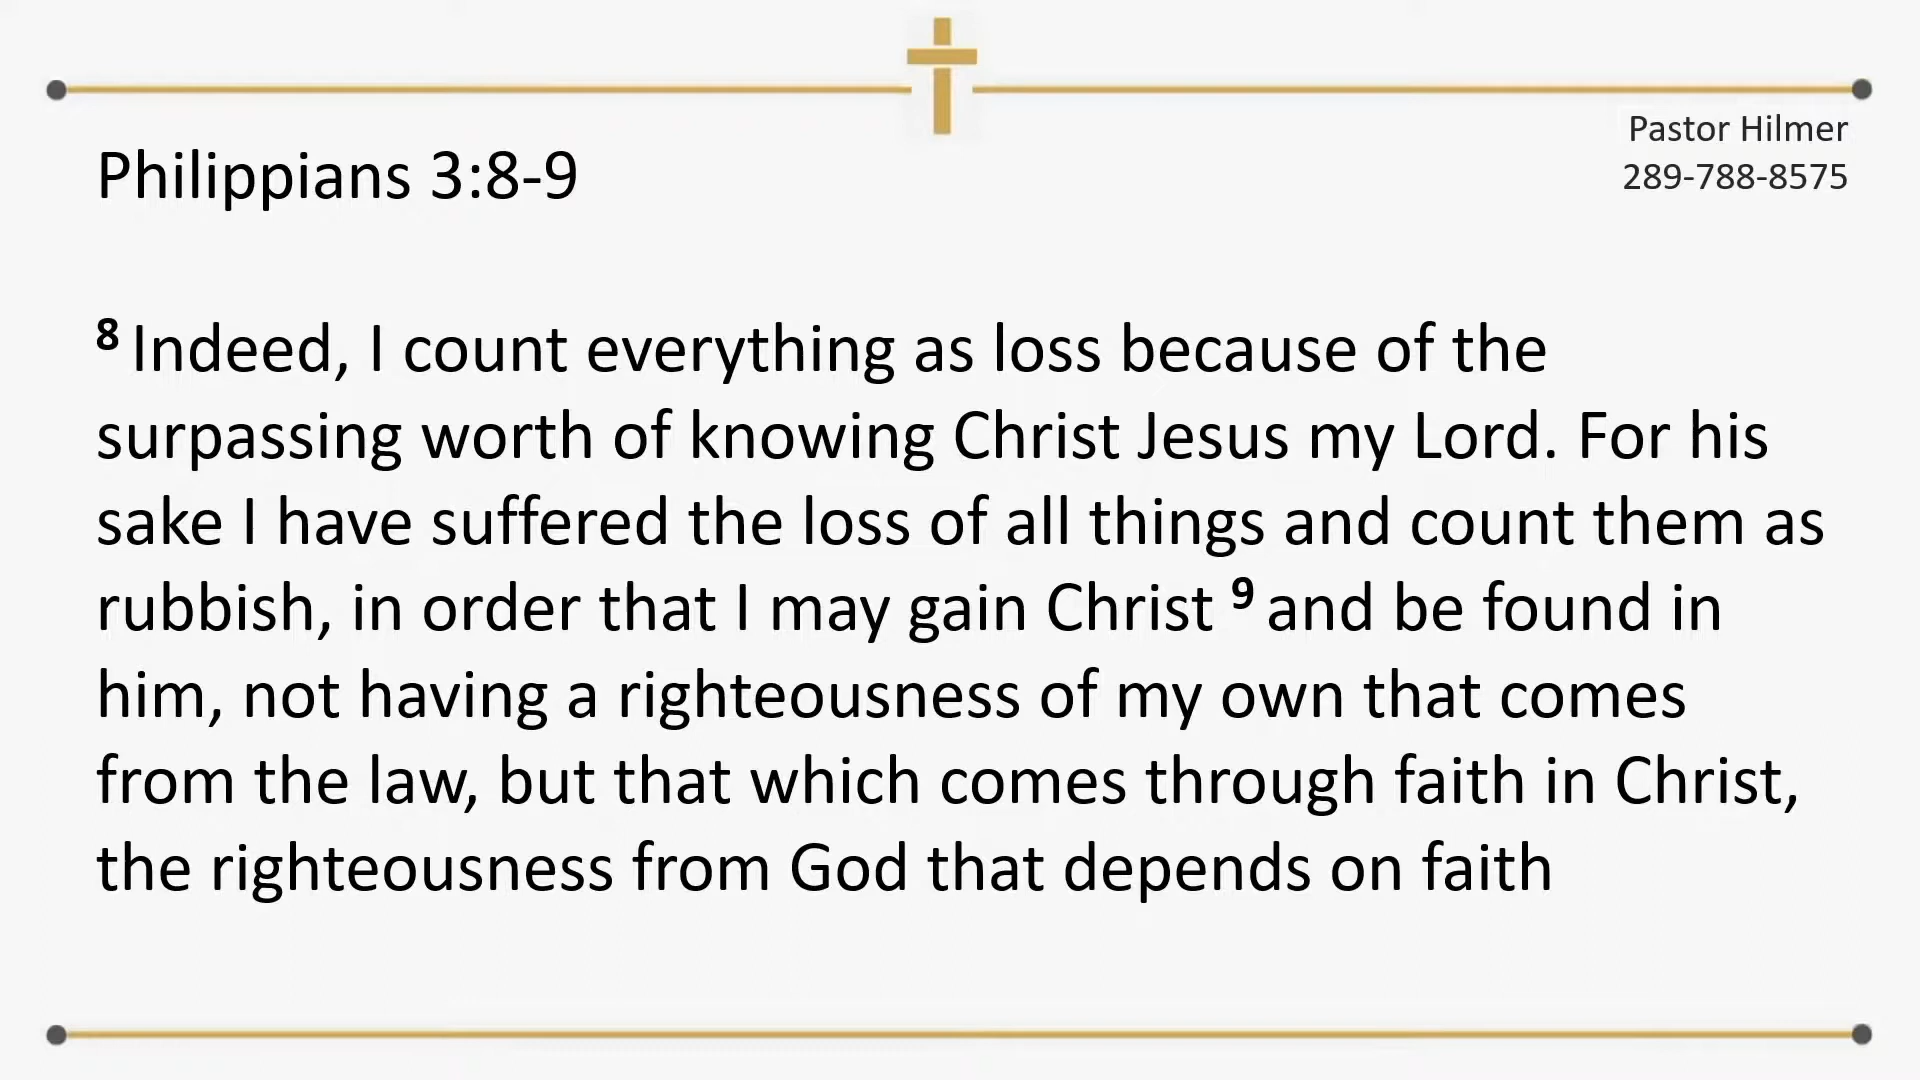 Pastor Hilmer
289-788-8575
Philippians 3:8-9
8 Indeed, I count everything as loss because of the
surpassing worth of knowing Christ Jesus my Lord. For his
sake I have suffered the loss of all things and count them as
rubbish, in order that I may gain Christ 9 and be found in
him, not having a righteousness of my own that comes
from the law, but that which comes through faith in Christ,
the righteousness from God that depends on faith